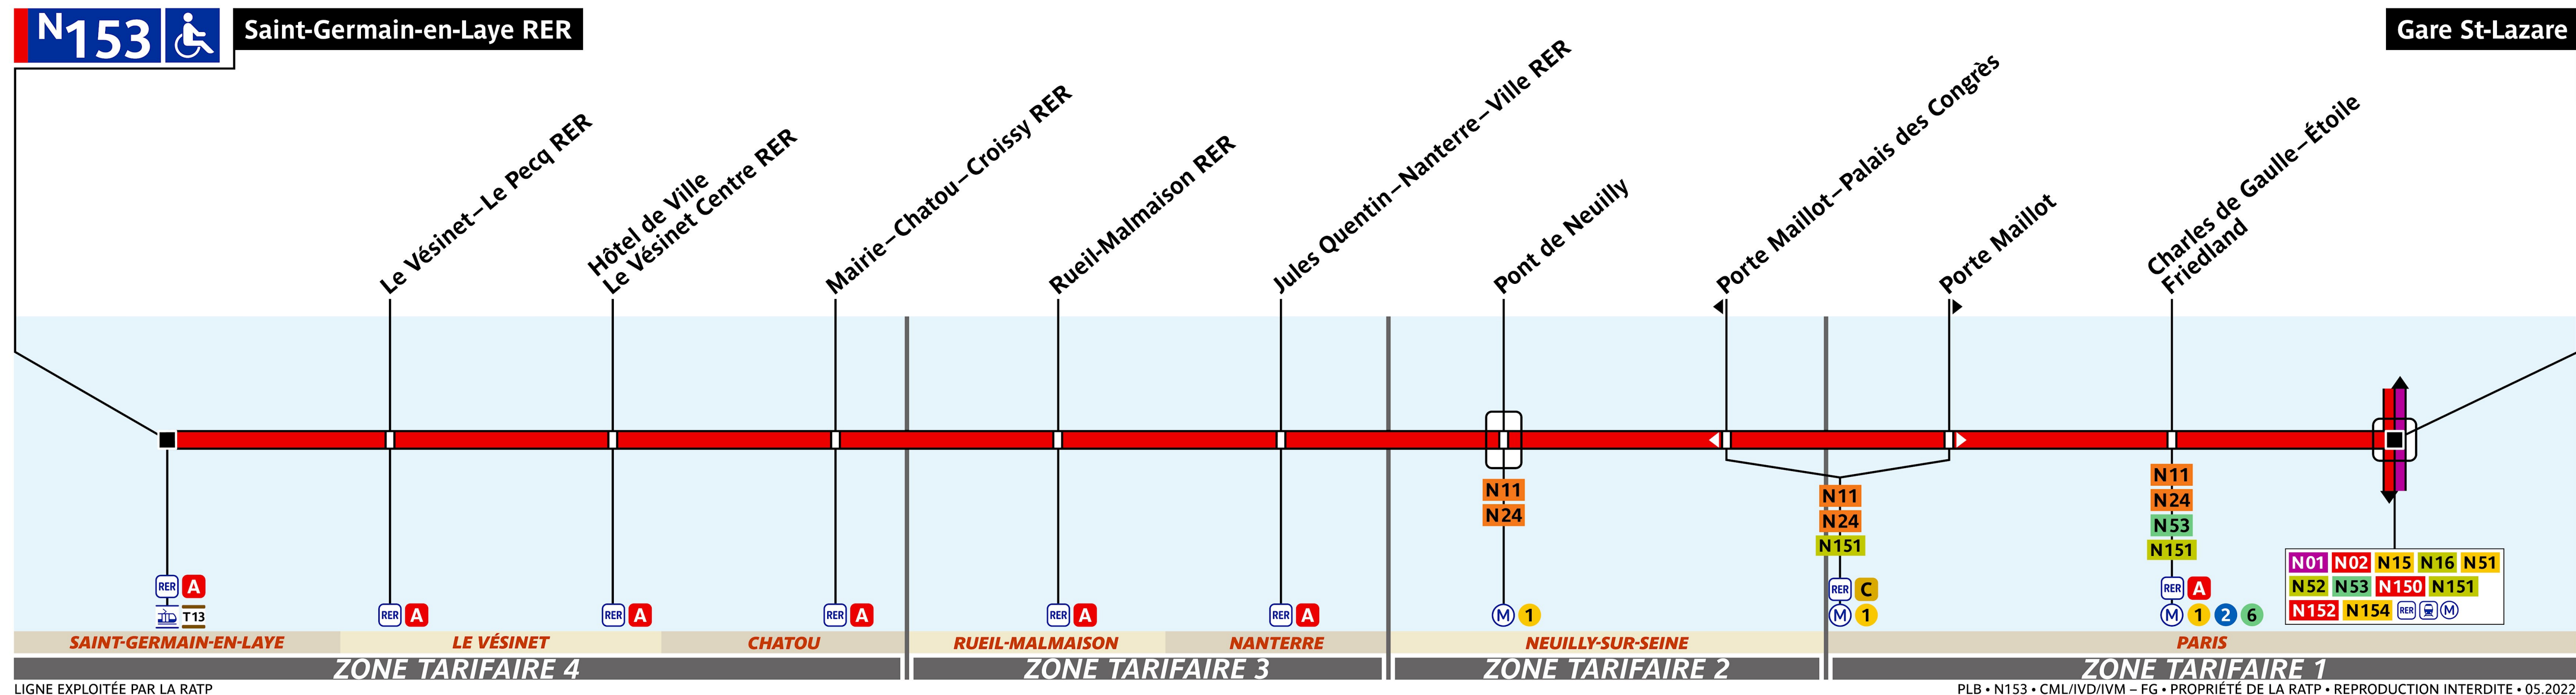 N153
Saint-Germain-en-Laye RER
Gare St-Lazare
Le Vésinet – Le Pecq RER
Hôtel de Ville
Le Vésinet Centre RER
Mairie – Chatou – Croissy RER
Rueil-Malmaison RER
Jules Quentin – Nanterre – Ville RER
Pont de Neuilly
Porte Maillot – Palais des Congrès
Porte Maillot
Charles de Gaulle – Étoile
Friedland
RER A
T13
RER A
RER A
RER A
RER A
RER A
N11
N24
M 1
N11
N24
N151
RER C
M 1
N11
N24
N53
N151
RER A
M 1 2 6
N01 N02 N15 N16 N51
N52 N53 N150 N151
N152 N154 RER M
SAINT-GERMAIN-EN-LAYE
LE VÉSINET
CHATOU
RUEIL-MALMAISON
NANTERRE
NEUILLY-SUR-SEINE
PARIS
ZONE TARIFAIRE 4
ZONE TARIFAIRE 3
ZONE TARIFAIRE 2
ZONE TARIFAIRE 1
LIGNE EXPLOITÉE PAR LA RATP
PLB • N153 • CML/IVD/IVM – FG • PROPRIÉTÉ DE LA RATP • REPRODUCTION INTERDITE • 05.2022